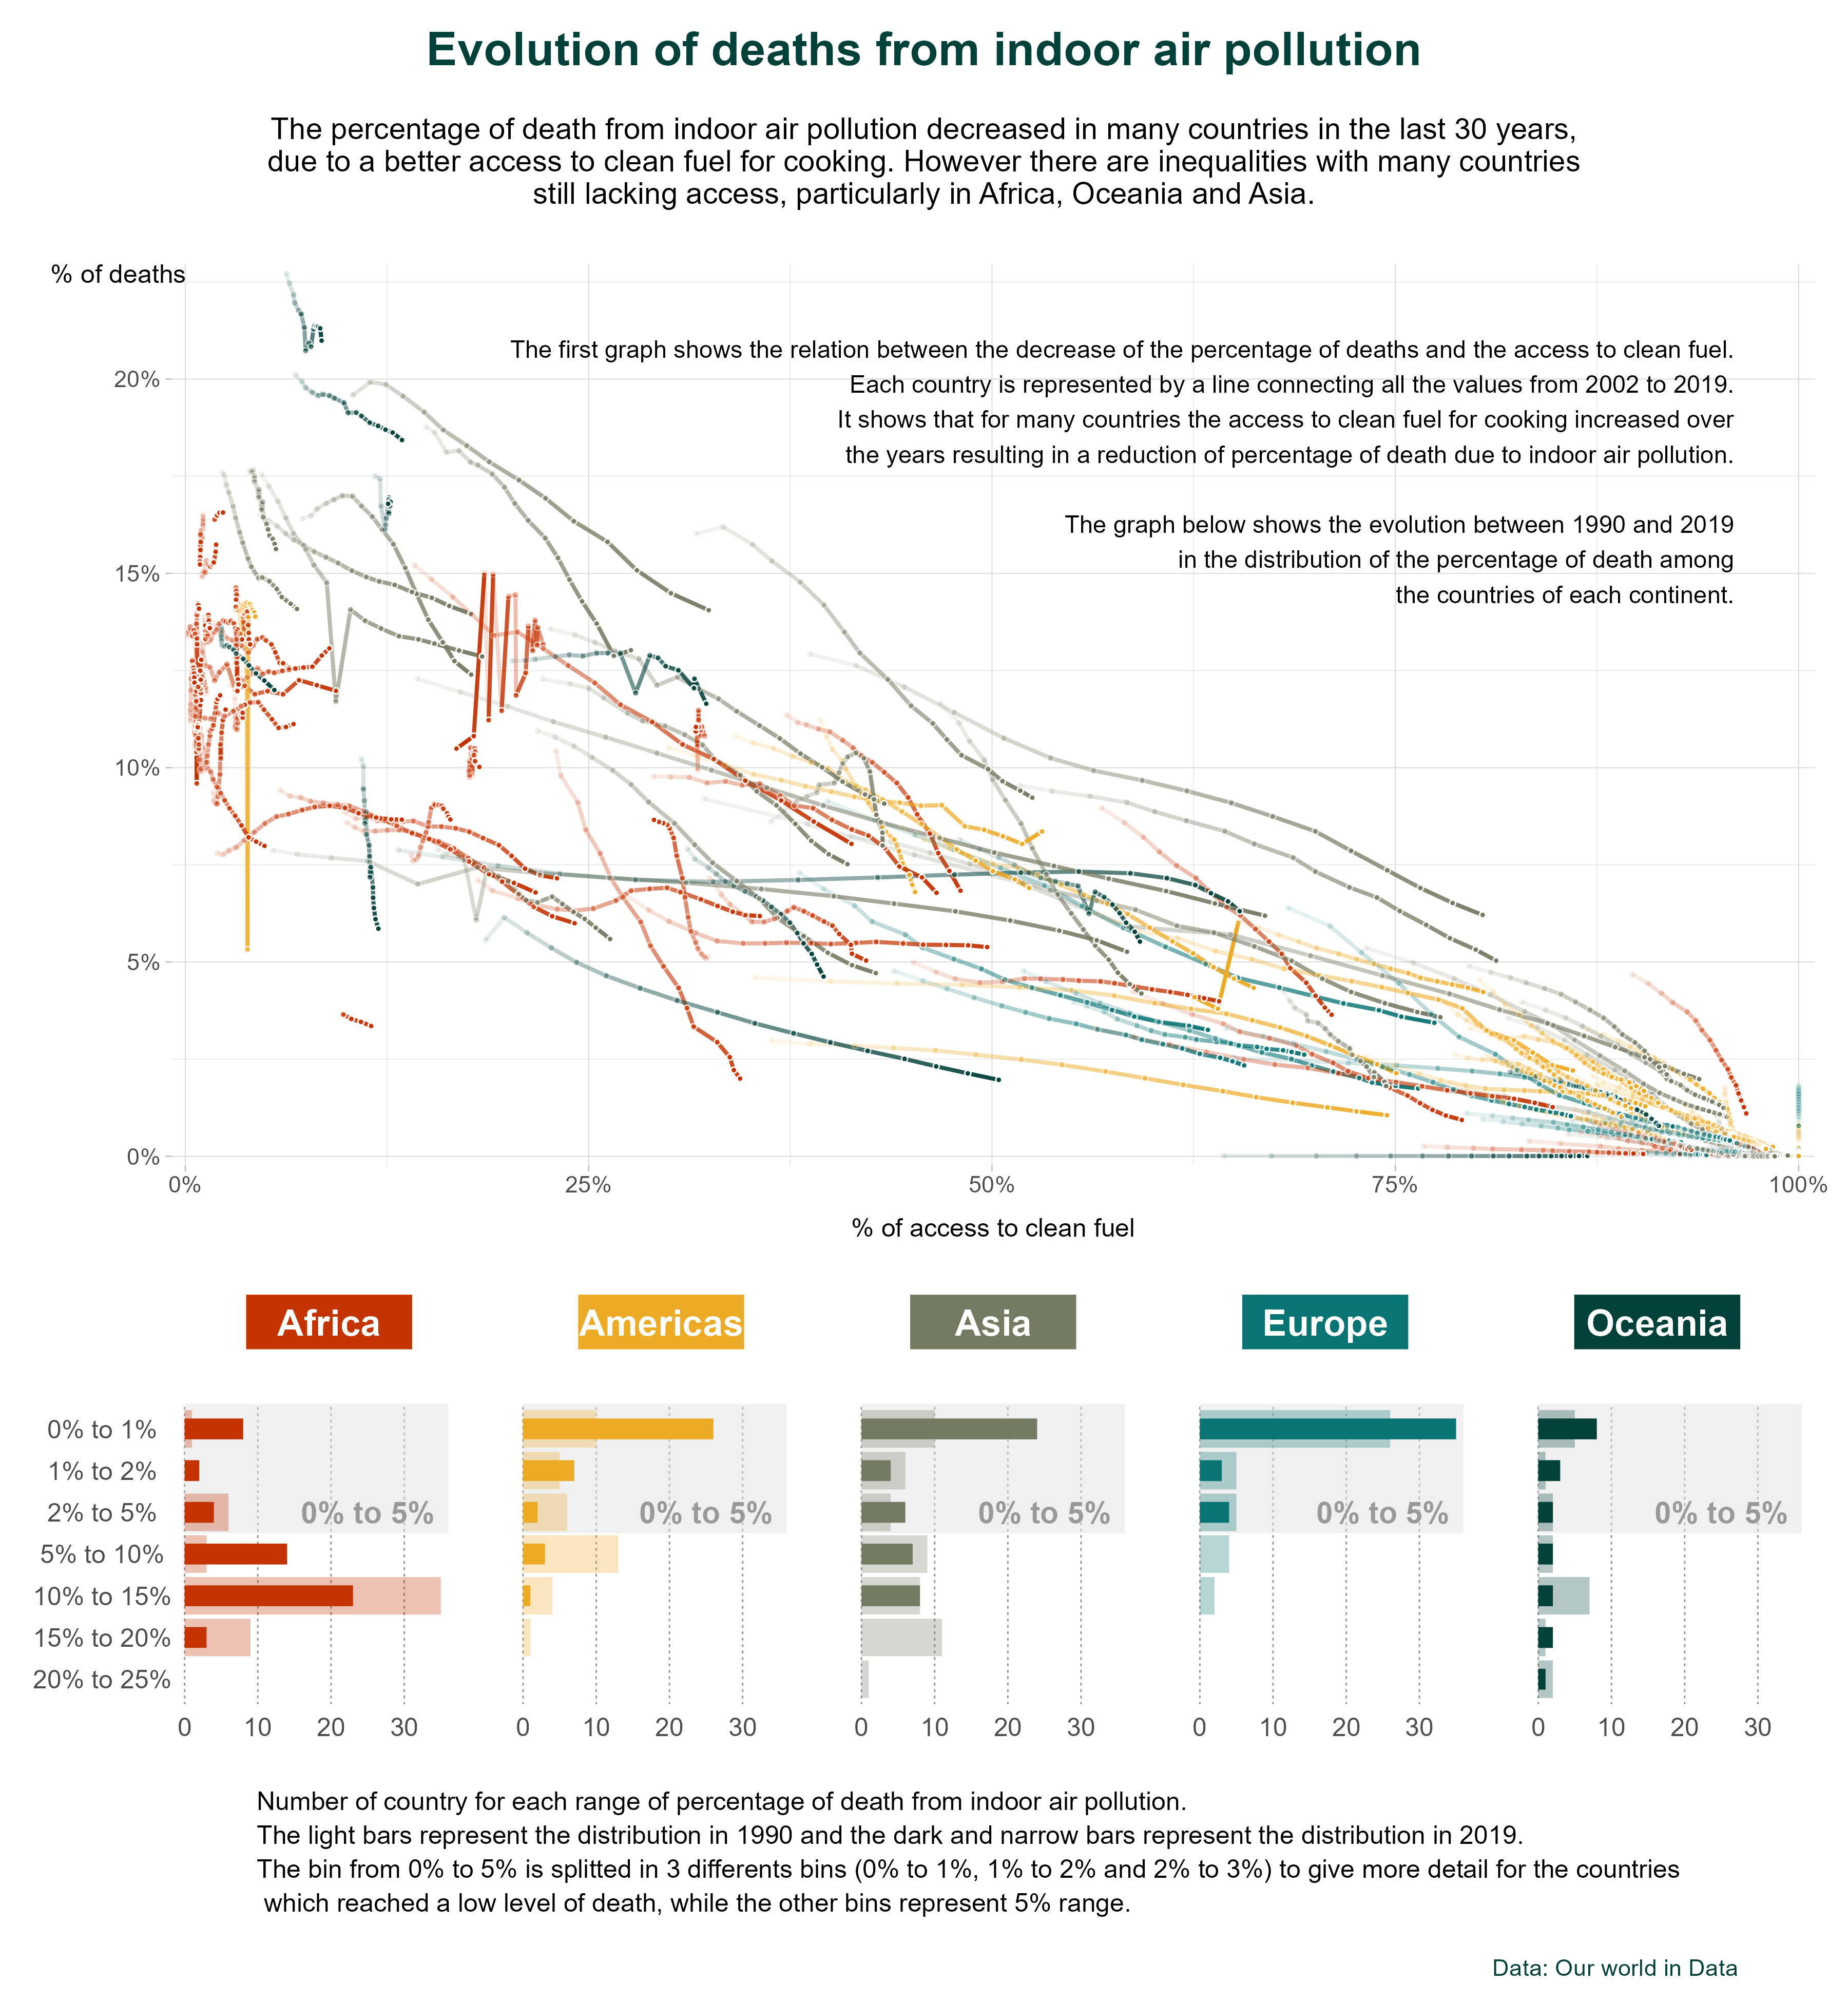 Evolution of deaths from indoor air pollution
The percentage of death from indoor air pollution decreased in many countries in the last 30 years,
due to a better access to clean fuel for cooking. However there are inequalities with many countries
still lacking access, particularly in Africa, Oceania and Asia.
% of deaths
The first graph shows the relation between the decrease of the percentage of deaths and the access to clean fuel.
20%
Each country is represented by a line connecting all the values from 2002 to 2019.
It shows that for many countries the access to clean fuel for cooking increased over
the years resulting in a reduction of percentage of death due to indoor air pollution.
The graph below shows the evolution between 1990 and 2019
in the distribution of the percentage of death among
15%
the countries of each continent.
10%
5%
0%
0% 25% 50% 75% 100%
% of access to clean fuel
Africa Americas Asia Europe Oceania
0% to 1%
1% to 2%
2% to 5% 0% to 5% 0% to 5% 0% to 5% 0% to 5% 0% to 5%
5% to 10%
10% to 15%
15% to 20%
20% to 25%
0 10 20 30 0 10 20 30 0 10 20 30 0 10 20 30 0 10 20 30
Number of country for each range of percentage of death from indoor air pollution.
The light bars represent the distribution in 1990 and the dark and narrow bars represent the distribution in 2019.
The bin from 0% to 5% is splitted in 3 differents bins (0% to 1%, 1% to 2% and 2% to 3%) to give more detail for the countries
which reached a low level of death, while the other bins represent 5% range.
Data: Our world in Data